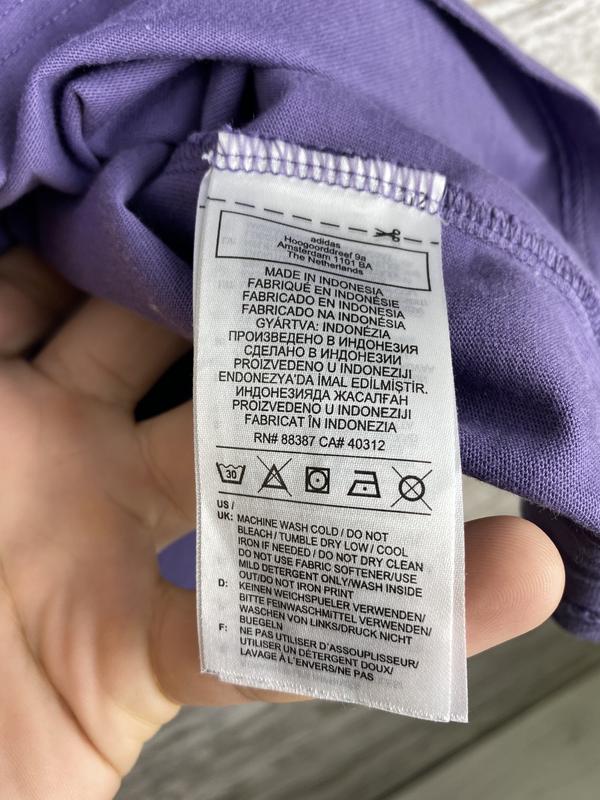 adidas
Hoogoorddreef 9a
Amsterdam 1101 BA
The Netherlands
MADE IN INDONESIA
FABRIQUÉ EN INDONÉSIE
FABRICADO EN INDONESIA
FABRICADO NA INDONÉSIA
GYÁRTVA: INDONÉZIA
ПРОИЗВЕДЕНО В ИНДОНЕЗИЯ
СДЕЛАНО В ИНДОНЕЗИИ
PROIZVEDENO U INDONEZIJI
ENDONEZYA'DA İMAL EDİLMİŞTİR.
ИНДОНЕЗИЯДА ЖАСАЛҒАН
PROIZVEDENO U INDONEZIJI
FABRICAT ÎN INDONEZIA
RN# 88387 CA# 40312
30
US /
UK: MACHINE WASH COLD / DO NOT
BLEACH / TUMBLE DRY LOW / COOL
IRON IF NEEDED / DO NOT DRY CLEAN
DO NOT USE FABRIC SOFTENER/USE
MILD DETERGENT ONLY/WASH INSIDE
OUT/DO NOT IRON PRINT
D: KEINEN WEICHSPUELER VERWENDEN/
BITTE FEINWASCHMITTEL VERWENDEN/
WASCHEN VON LINKS/DRUCK NICHT
BUEGELN
F: NE PAS UTILISER D'ASSOUPLISSEUR/
UTILISER UN DÉTERGENT DOUX/
LAVAGE À L'ENVERS/NE PAS